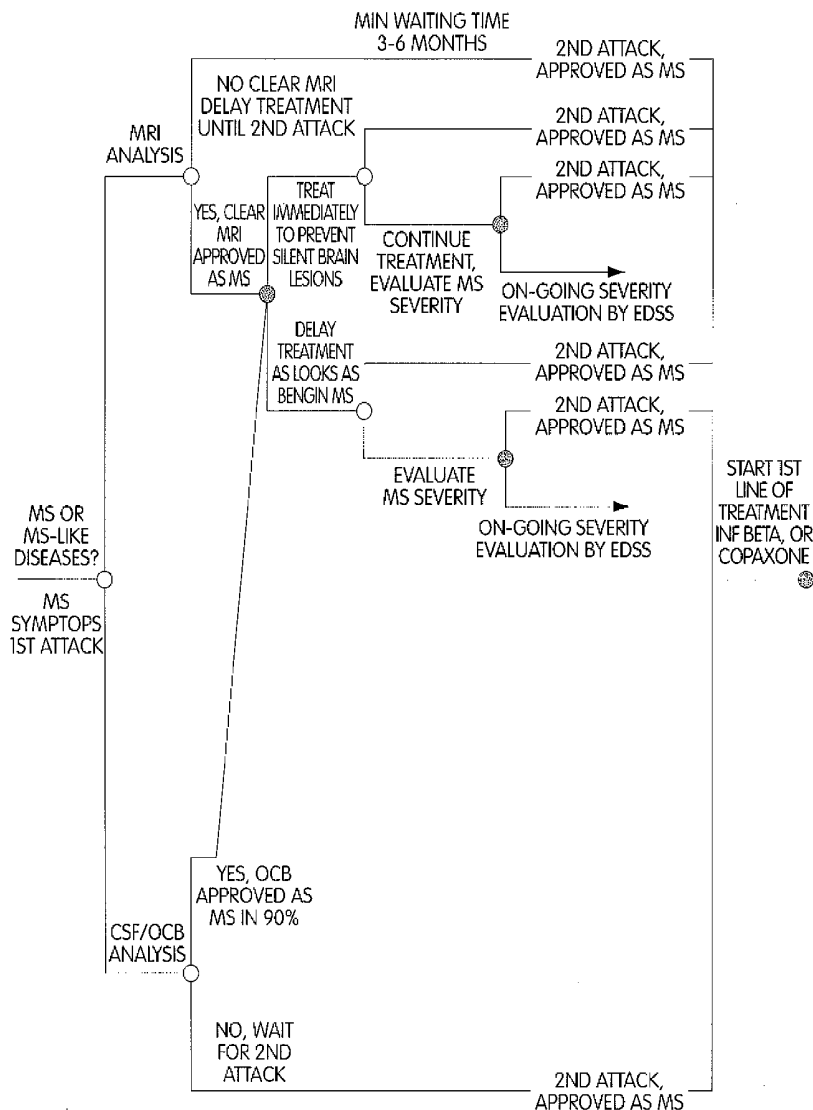 MIN WAITING TIME
3-6 MONTHS
2ND ATTACK,
APPROVED AS MS
NO CLEAR MRI
DELAY TREATMENT
UNTIL 2ND ATTACK
2ND ATTACK,
APPROVED AS MS
MRI
ANALYSIS
2ND ATTACK,
APPROVED AS MS
YES, CLEAR
MRI
APPROVED
AS MS
TREAT
IMMEDIATELY
TO PREVENT
SILENT BRAIN
LESIONS
CONTINUE
TREATMENT,
EVALUATE MS
SEVERITY
ON-GOING SEVERITY
EVALUATION BY EDSS
DELAY
TREATMENT
AS LOOKS AS
BENGIN MS
2ND ATTACK,
APPROVED AS MS
2ND ATTACK,
APPROVED AS MS
EVALUATE
MS SEVERITY
ON-GOING SEVERITY
EVALUATION BY EDSS
START 1ST
LINE OF
TREATMENT
INF BETA, OR
COPAXONE
MS OR
MS-LIKE
DISEASES?
MS
SYMPTOPS
1ST ATTACK
YES, OCB
APPROVED AS
MS IN 90%
CSF/OCB
ANALYSIS
NO, WAIT
FOR 2ND
ATTACK
2ND ATTACK,
APPROVED AS MS